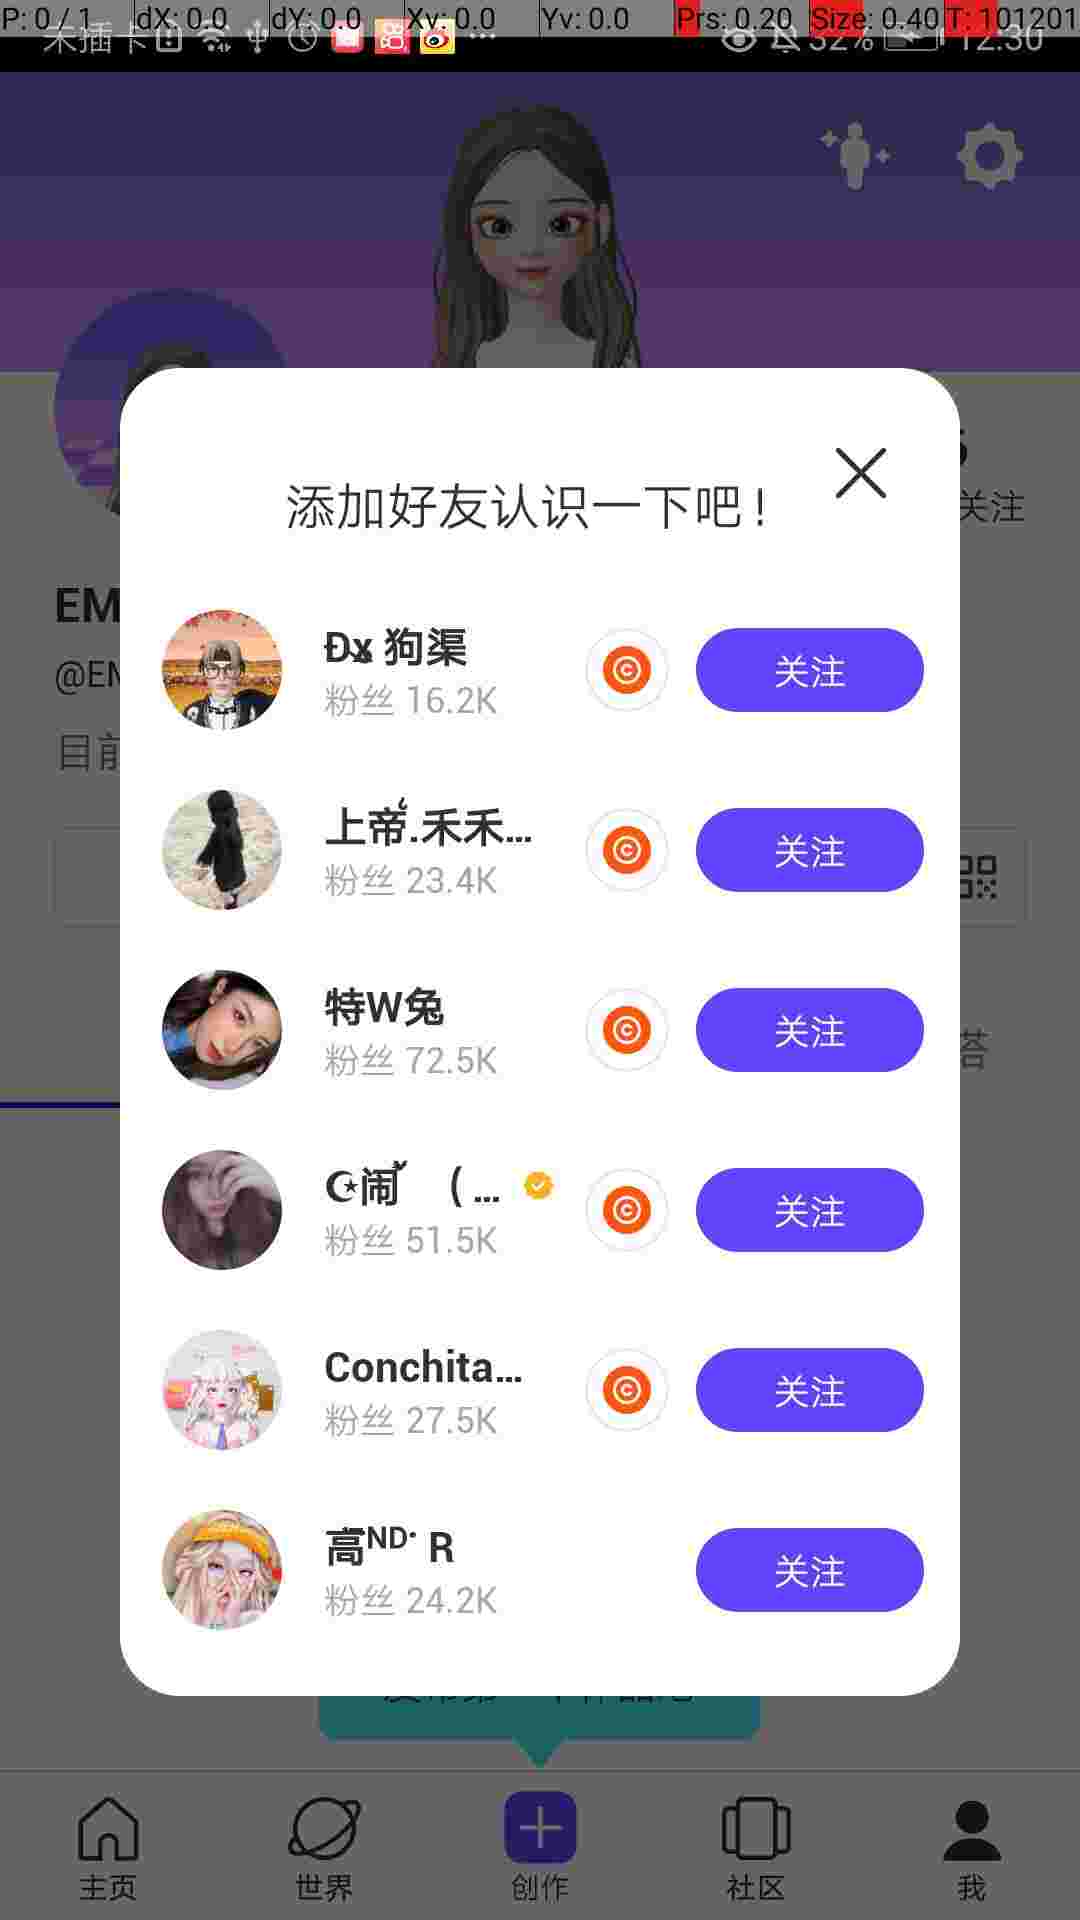 P: 0 / 1 dX: 0.0 dY: 0.0 Xv: 0.0 Yv: 0.0 Prs: 0.20 Size: 0.40 T: 101201
未插卡 32% 12:30
添加好友认识一下吧!
关注
EM
狗渠
@EM
粉丝 16.2K
关注
目前
上帝.禾禾...
粉丝 23.4K
关注
特W兔
粉丝 72.5K
关注
答
☪闹 ( ...
粉丝 51.5K
关注
Conchita...
粉丝 27.5K
关注
高ᴺᴰ· R
粉丝 24.2K
关注
主页 世界 创作 社区 我